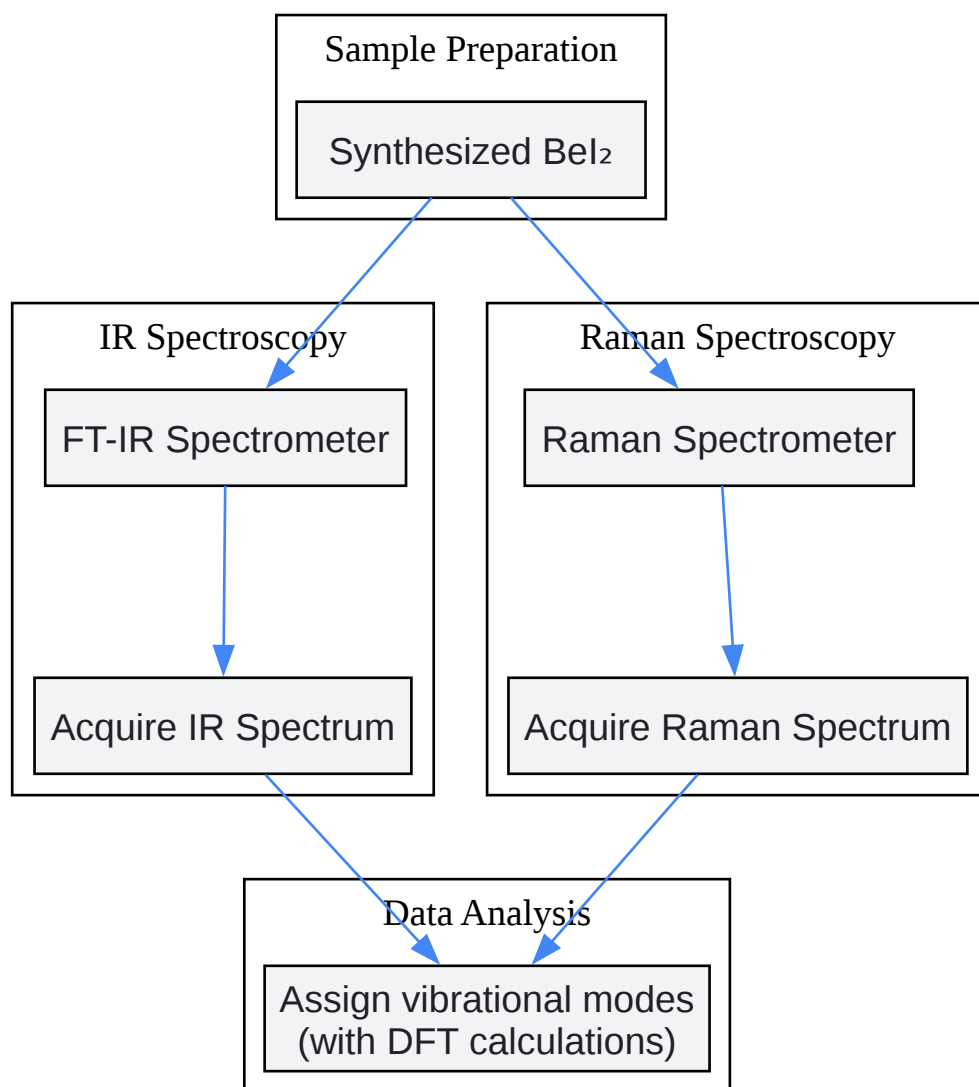 Sample Preparation
Synthesized BeI₂
IR Spectroscopy
Raman Spectroscopy
FT-IR Spectrometer
Raman Spectrometer
Acquire IR Spectrum
Acquire Raman Spectrum
Data Analysis
Assign vibrational modes
(with DFT calculations)